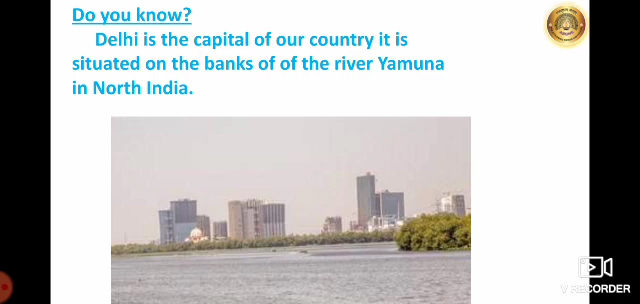 Do you know?
Delhi is the capital of our country it is
situated on the banks of of the river Yamuna
in North India.
V RECORDER